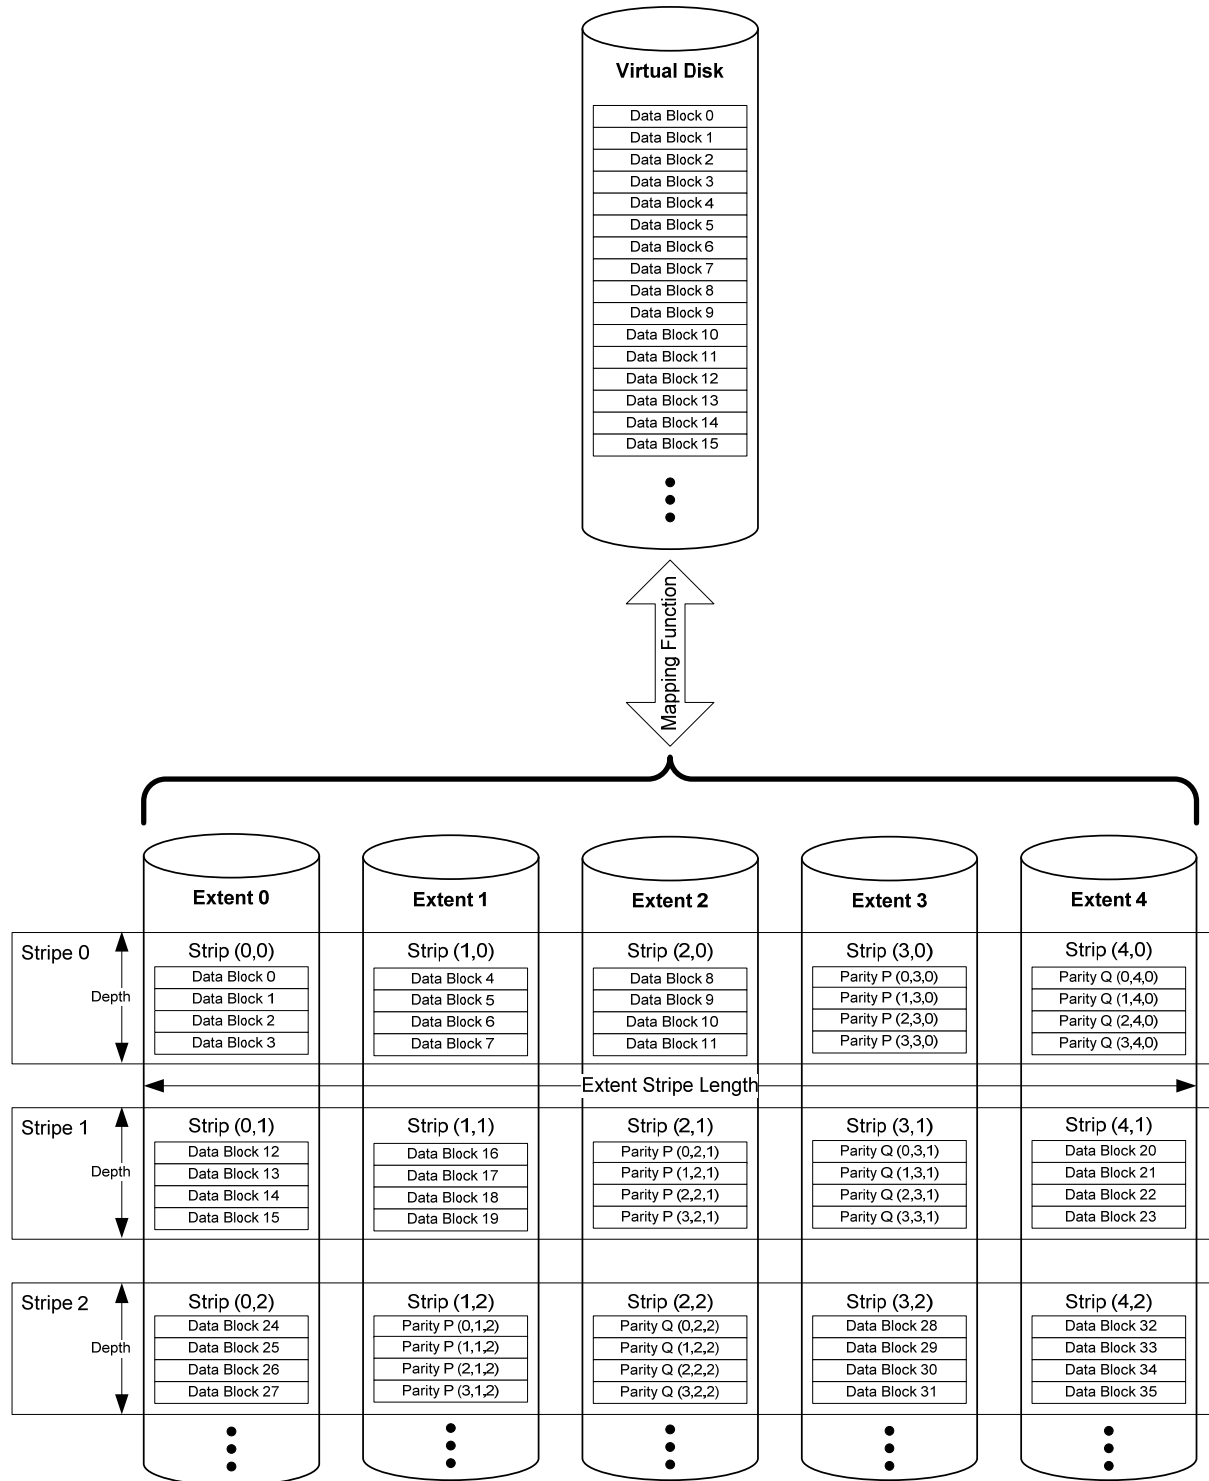 Virtual Disk
Data Block 0
Data Block 1
Data Block 2
Data Block 3
Data Block 4
Data Block 5
Data Block 6
Data Block 7
Data Block 8
Data Block 9
Data Block 10
Data Block 11
Data Block 12
Data Block 13
Data Block 14
Data Block 15
Mapping Function
Extent 0
Extent 1
Extent 2
Extent 3
Extent 4
Stripe 0
Depth
Strip (0,0)
Data Block 0
Data Block 1
Data Block 2
Data Block 3
Strip (1,0)
Data Block 4
Data Block 5
Data Block 6
Data Block 7
Strip (2,0)
Data Block 8
Data Block 9
Data Block 10
Data Block 11
Strip (3,0)
Parity P (0,3,0)
Parity P (1,3,0)
Parity P (2,3,0)
Parity P (3,3,0)
Strip (4,0)
Parity Q (0,4,0)
Parity Q (1,4,0)
Parity Q (2,4,0)
Parity Q (3,4,0)
Extent Stripe Length
Stripe 1
Depth
Strip (0,1)
Data Block 12
Data Block 13
Data Block 14
Data Block 15
Strip (1,1)
Data Block 16
Data Block 17
Data Block 18
Data Block 19
Strip (2,1)
Parity P (0,2,1)
Parity P (1,2,1)
Parity P (2,2,1)
Parity P (3,2,1)
Strip (3,1)
Parity Q (0,3,1)
Parity Q (1,3,1)
Parity Q (2,3,1)
Parity Q (3,3,1)
Strip (4,1)
Data Block 20
Data Block 21
Data Block 22
Data Block 23
Stripe 2
Depth
Strip (0,2)
Data Block 24
Data Block 25
Data Block 26
Data Block 27
Strip (1,2)
Parity P (0,1,2)
Parity P (1,1,2)
Parity P (2,1,2)
Parity P (3,1,2)
Strip (2,2)
Parity Q (0,2,2)
Parity Q (1,2,2)
Parity Q (2,2,2)
Parity Q (3,2,2)
Strip (3,2)
Data Block 28
Data Block 29
Data Block 30
Data Block 31
Strip (4,2)
Data Block 32
Data Block 33
Data Block 34
Data Block 35